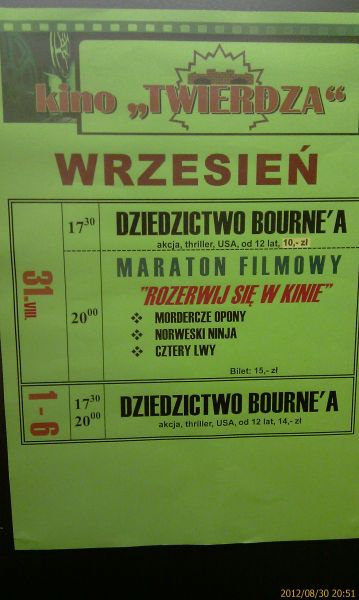 kino „TWIERDZA“
WRZESIEŃ
31.VIII.
17³⁰
DZIEDZICTWO BOURNE'A
akcja, thriller, USA, od 12 lat, 10,- zł
20⁰⁰
MARATON FILMOWY
"ROZERWIJ SIĘ W KINIE"
❖ MORDERCZE OPONY
❖ NORWESKI NINJA
❖ CZTERY LWY
Bilet: 15,- zł
1 - 6
17³⁰
20⁰⁰
DZIEDZICTWO BOURNE'A
akcja, thriller, USA, od 12 lat, 14,- zł
2012/08/30 20:51